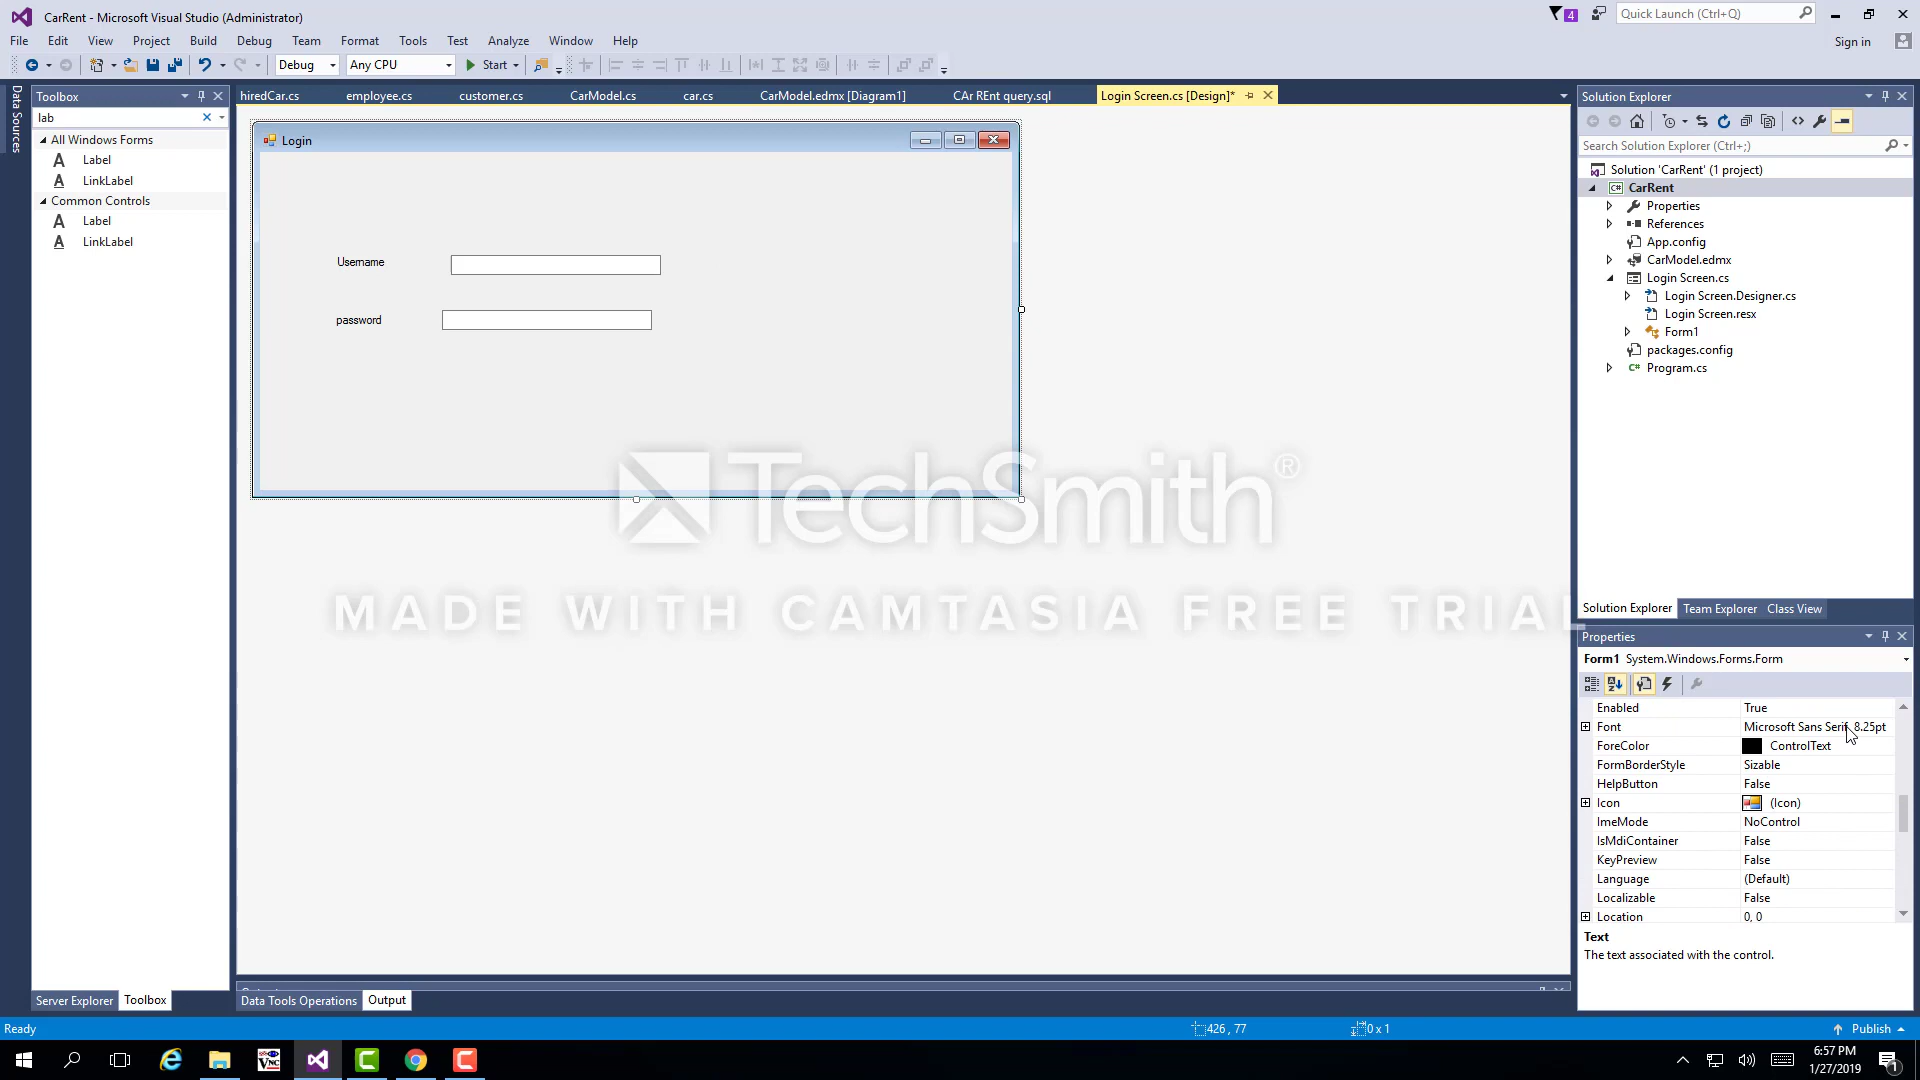 CarRent - Microsoft Visual Studio (Administrator)
4
Quick Launch (Ctrl+Q)
File Edit View Project Build Debug Team Format Tools Test Analyze Window Help
Sign in
Debug Any CPU Start
Data Sources
Toolbox
lab
All Windows Forms
A Label
A LinkLabel
Common Controls
A Label
A LinkLabel
Server Explorer Toolbox
hiredCar.cs employee.cs customer.cs CarModel.cs car.cs CarModel.edmx [Diagram1] CAr REnt query.sql Login Screen.cs [Design]*
Login
Username
password
TechSmith®
MADE WITH CAMTASIA FREE TRIAL
Data Tools Operations Output
Solution Explorer
Search Solution Explorer (Ctrl+;)
Solution 'CarRent' (1 project)
C# CarRent
Properties
References
App.config
CarModel.edmx
Login Screen.cs
Login Screen.Designer.cs
Login Screen.resx
Form1
packages.config
C# Program.cs
Solution Explorer Team Explorer Class View
Properties
Form1 System.Windows.Forms.Form
Enabled True
Font Microsoft Sans Serif, 8.25pt
ForeColor ControlText
FormBorderStyle Sizable
HelpButton False
Icon (Icon)
ImeMode NoControl
IsMdiContainer False
KeyPreview False
Language (Default)
Localizable False
Location 0, 0
Text
The text associated with the control.
Ready 426 , 77 0 x 1 Publish
6:57 PM
1/27/2019
1